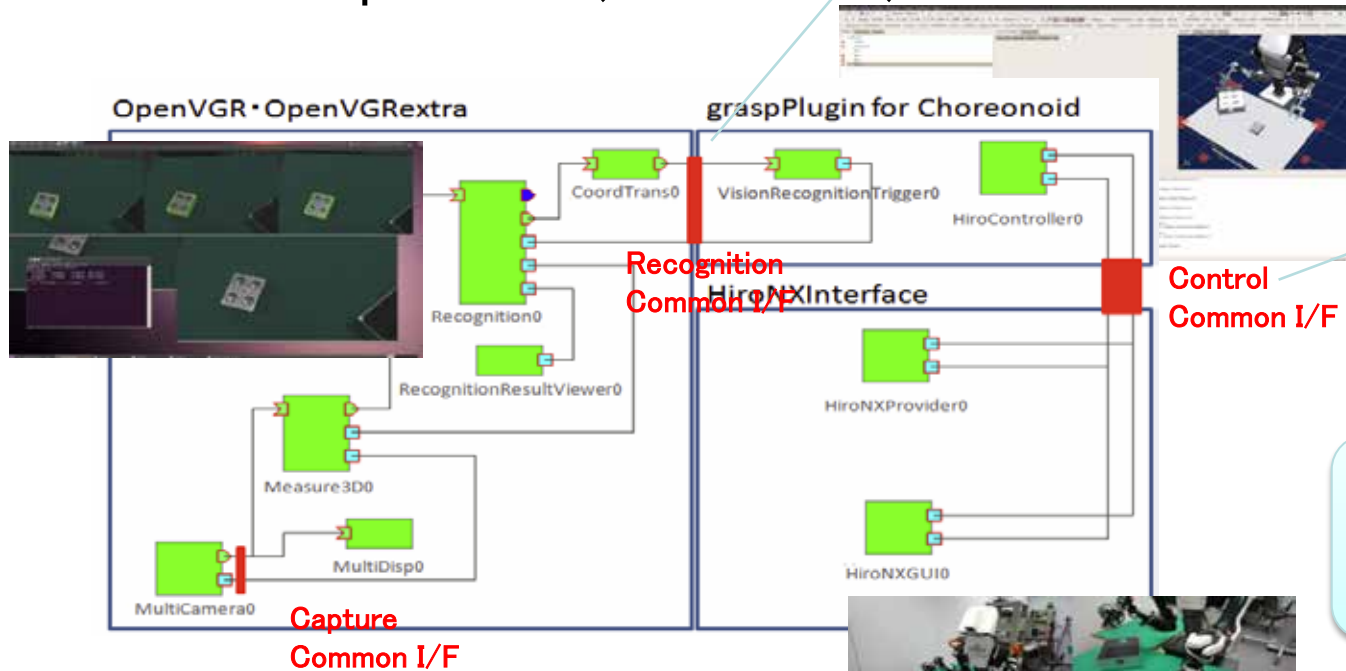 OpenVGR・OpenVGRextra
graspPlugin for Choreonoid
CoordTrans0
VisionRecognitionTrigger0
HiroController0
Recognition
Common I/F
Control
Common I/F
HiroNXInterface
Recognition0
RecognitionResultViewer0
HiroNXProvider0
Measure3D0
MultiDisp0
HiroNXGUI0
MultiCamera0
Capture
Common I/F